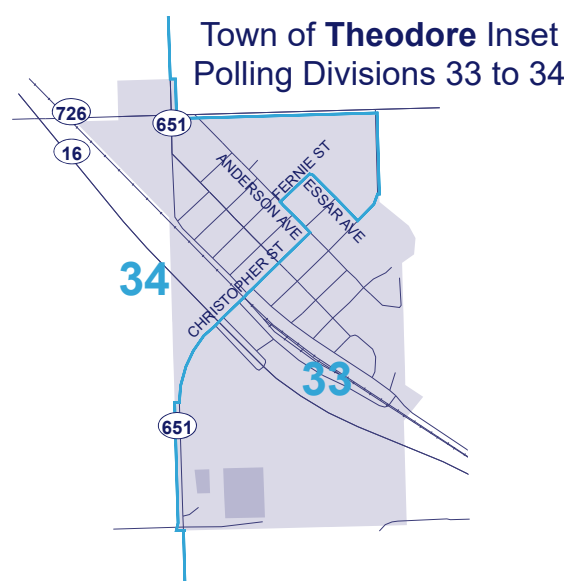 Town of Theodore Inset
Polling Divisions 33 to 34
726
651
16
FERNIE ST
ANDERSON AVE
ESSAR AVE
CHRISTOPHER ST
34
33
651